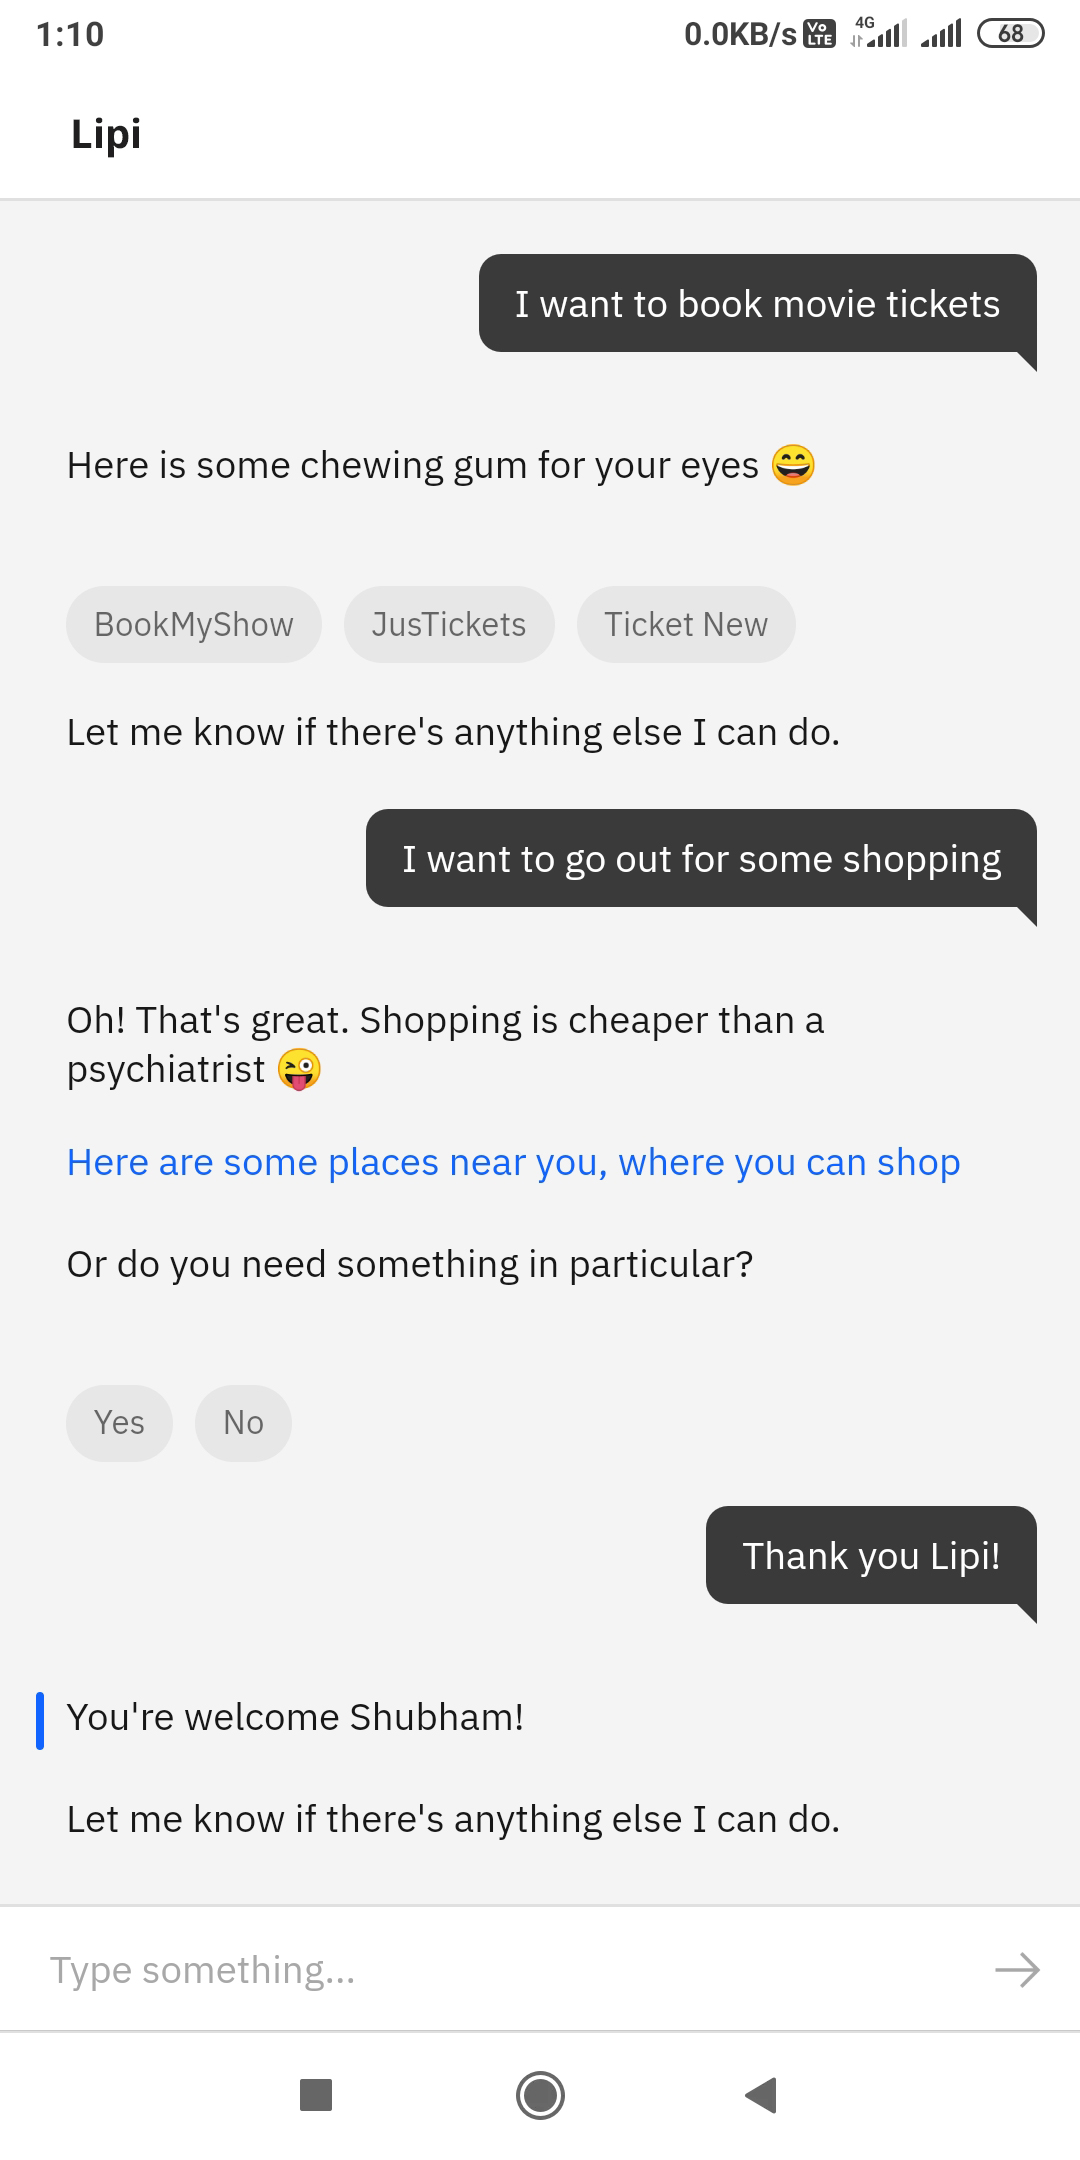 1:10 0.0KB/s Vo LTE 4G 68
Lipi
I want to book movie tickets
Here is some chewing gum for your eyes 😄
BookMyShow JusTickets Ticket New
Let me know if there's anything else I can do.
I want to go out for some shopping
Oh! That's great. Shopping is cheaper than a
psychiatrist 😜
Here are some places near you, where you can shop
Or do you need something in particular?
Yes No
Thank you Lipi!
You're welcome Shubham!
Let me know if there's anything else I can do.
Type something...